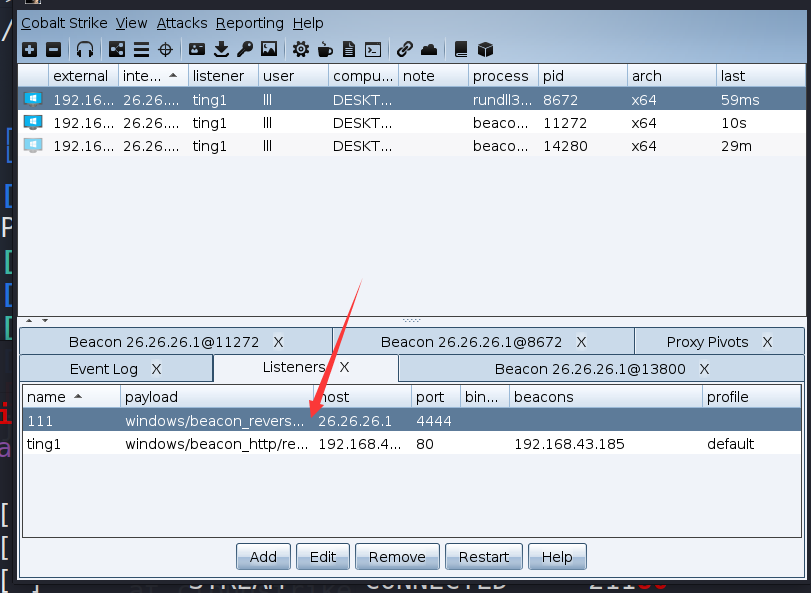 Cobalt Strike View Attacks Reporting Help
external inte... listener user compu... note process pid arch last
192.16... 26.26.... ting1 lll DESKT... rundll3... 8672 x64 59ms
192.16... 26.26.... ting1 lll DESKT... beaco... 11272 x64 10s
192.16... 26.26.... ting1 lll DESKT... beaco... 14280 x64 29m
Beacon 26.26.26.1@11272 X Beacon 26.26.26.1@8672 X Proxy Pivots X
Event Log X Listeners X Beacon 26.26.26.1@13800 X
name payload host port bin... beacons profile
111 windows/beacon_revers... 26.26.26.1 4444
ting1 windows/beacon_http/re... 192.168.4... 80 192.168.43.185 default
Add Edit Remove Restart Help